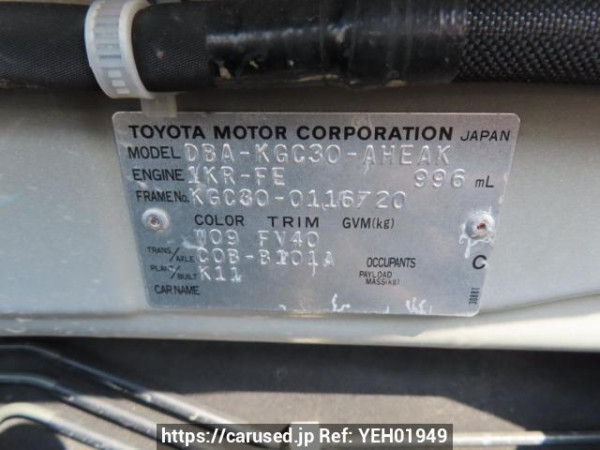 TOYOTA MOTOR CORPORATION JAPAN
MODEL DBA-KGC30-AHEAK
ENGINE 1KR-FE 996 mL
FRAME No. KGC30-0116720
COLOR TRIM GVM(kg)
W09 FV40
TRANS/AXLE C0B-B101A OCCUPANTS C
PLANT/BUILT K11 PAYLOAD MASS(kg)
CAR NAME
https://carused.jp Ref: YEH01949